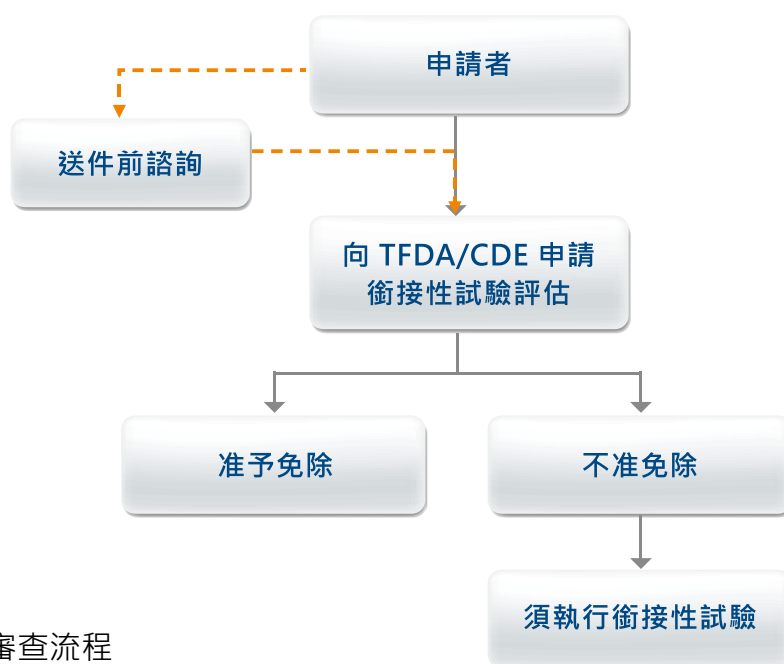 申請者
送件前諮詢
向 TFDA/CDE 申請
銜接性試驗評估
准予免除
不准免除
須執行銜接性試驗
審查流程